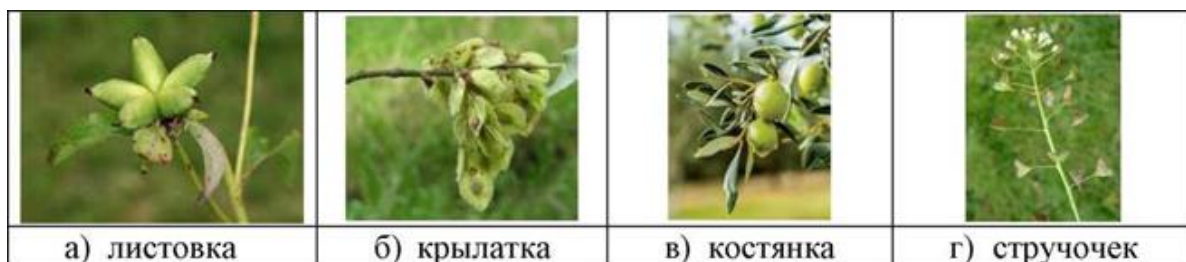 а) листовка
б) крылатка
в) костянка
г) стручочек